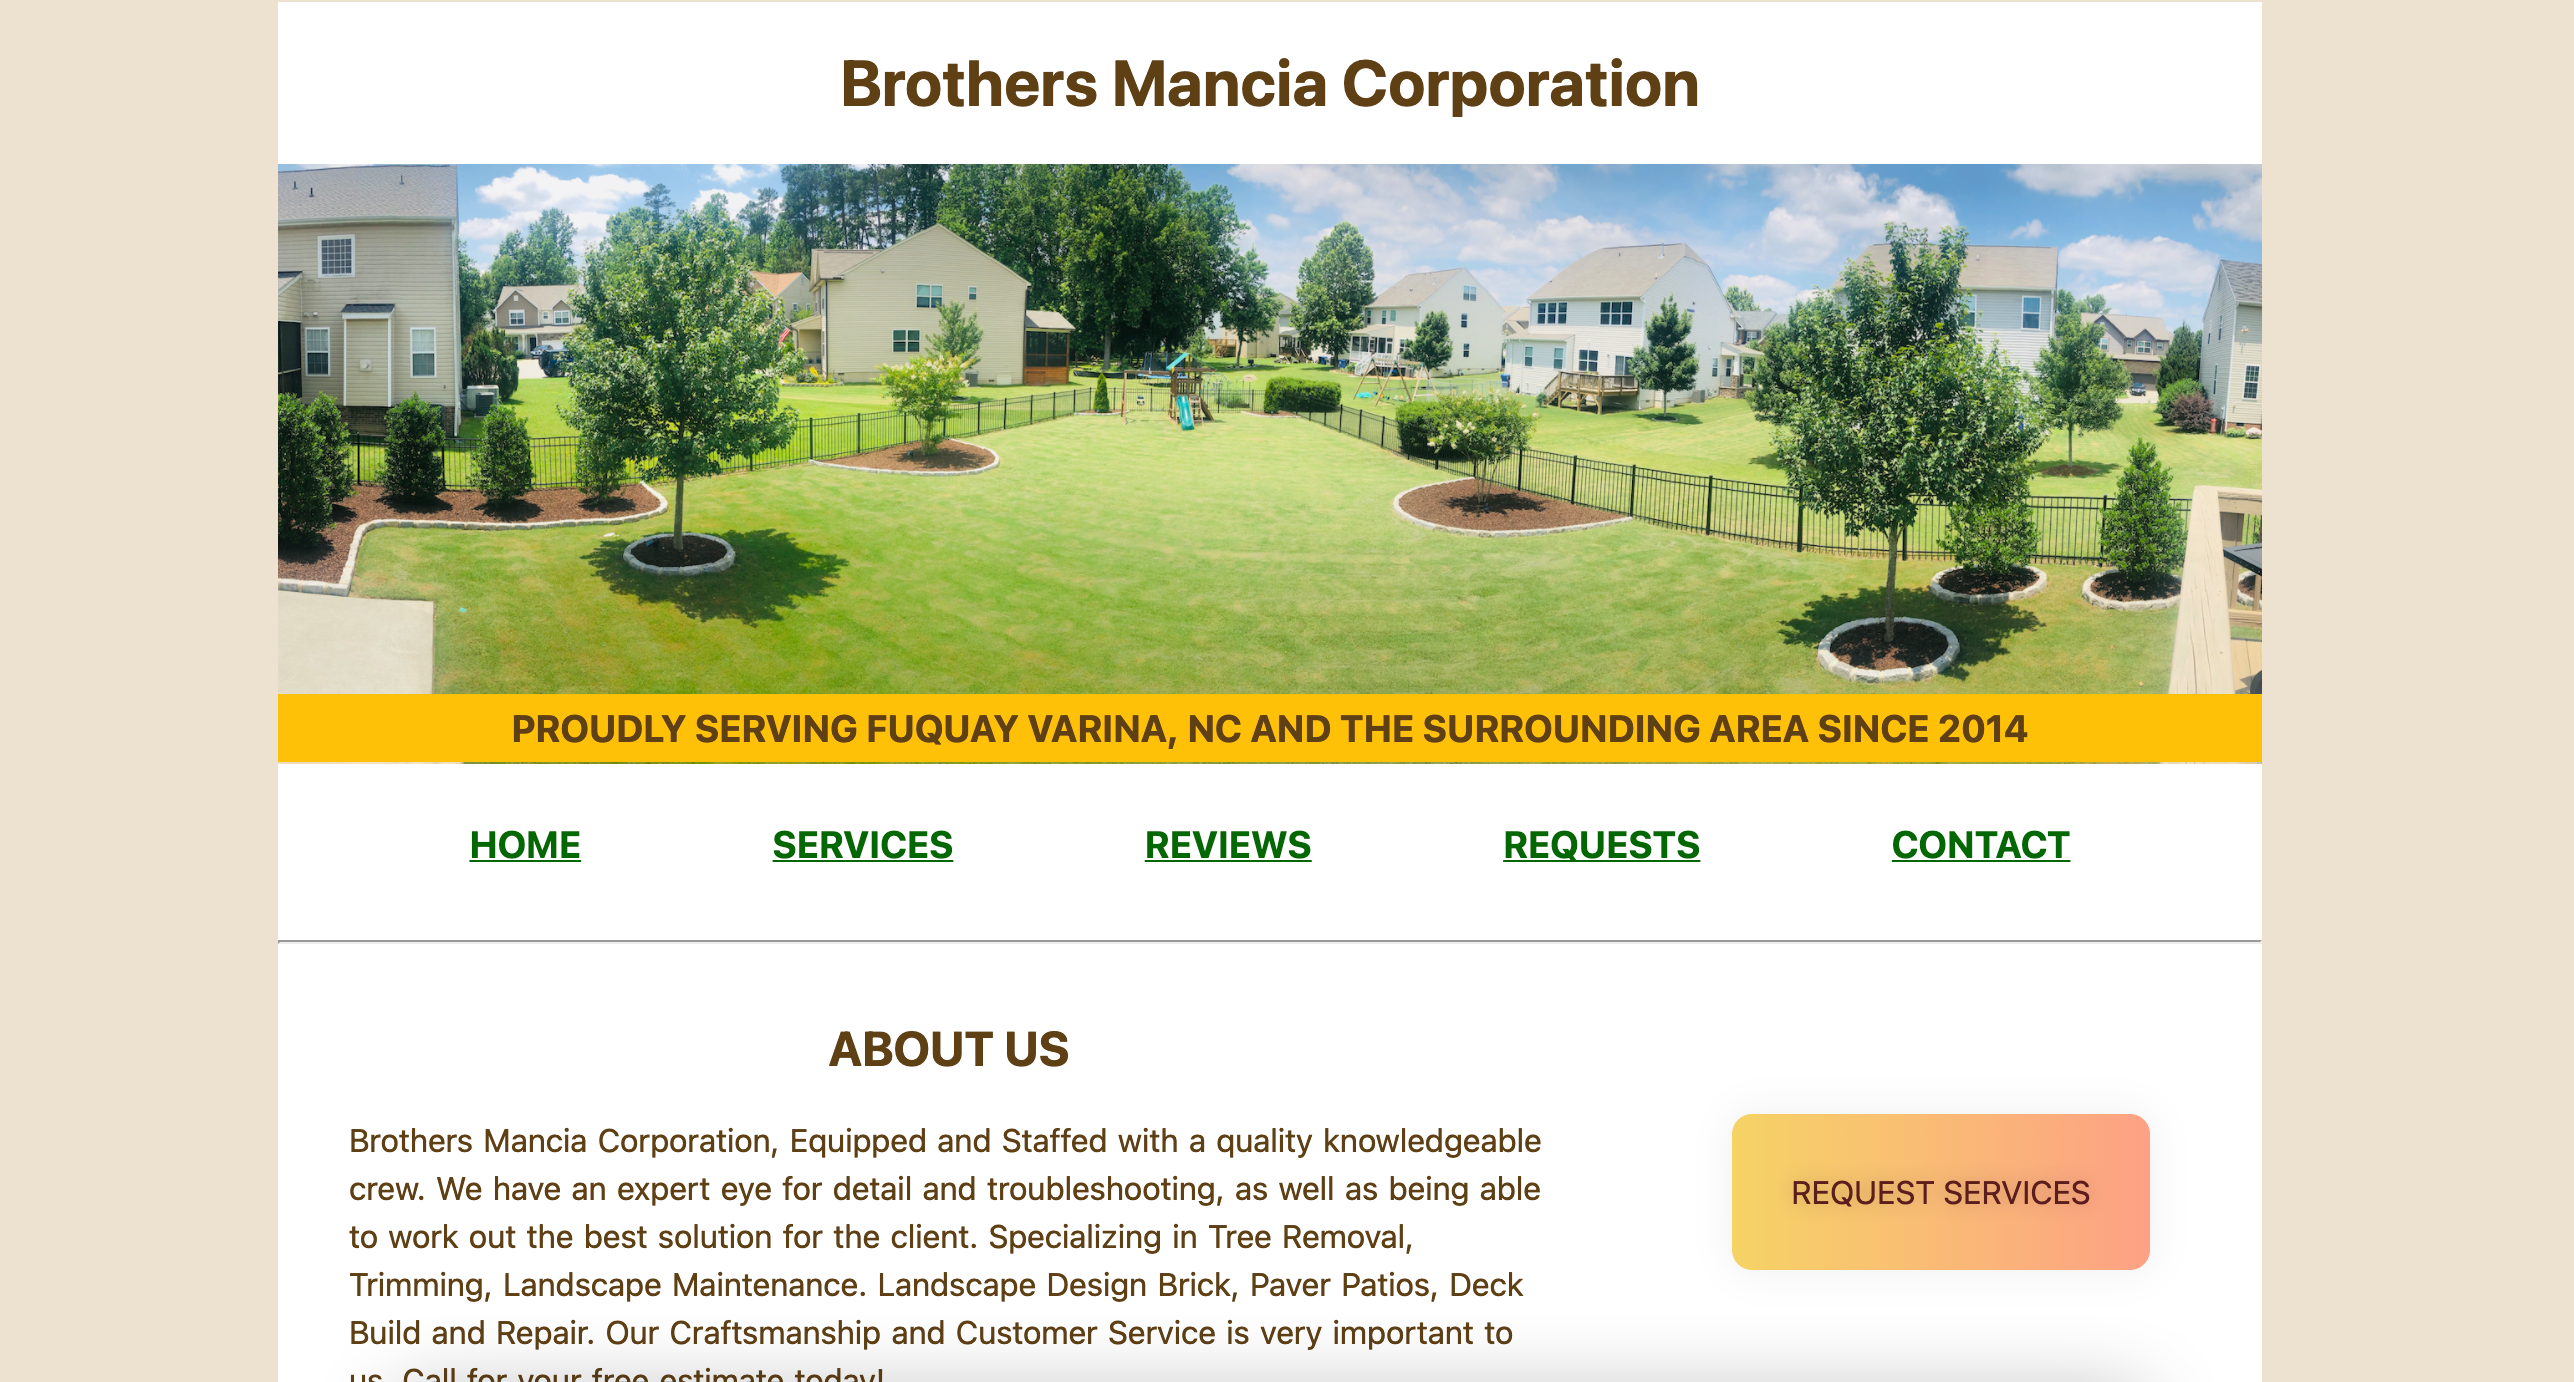 Brothers Mancia Corporation
PROUDLY SERVING FUQUAY VARINA, NC AND THE SURROUNDING AREA SINCE 2014
HOME SERVICES REVIEWS REQUESTS CONTACT
ABOUT US
Brothers Mancia Corporation, Equipped and Staffed with a quality knowledgeable
crew. We have an expert eye for detail and troubleshooting, as well as being able
to work out the best solution for the client. Specializing in Tree Removal,
Trimming, Landscape Maintenance. Landscape Design Brick, Paver Patios, Deck
Build and Repair. Our Craftsmanship and Customer Service is very important to
us. Call for your free estimate today!
REQUEST SERVICES